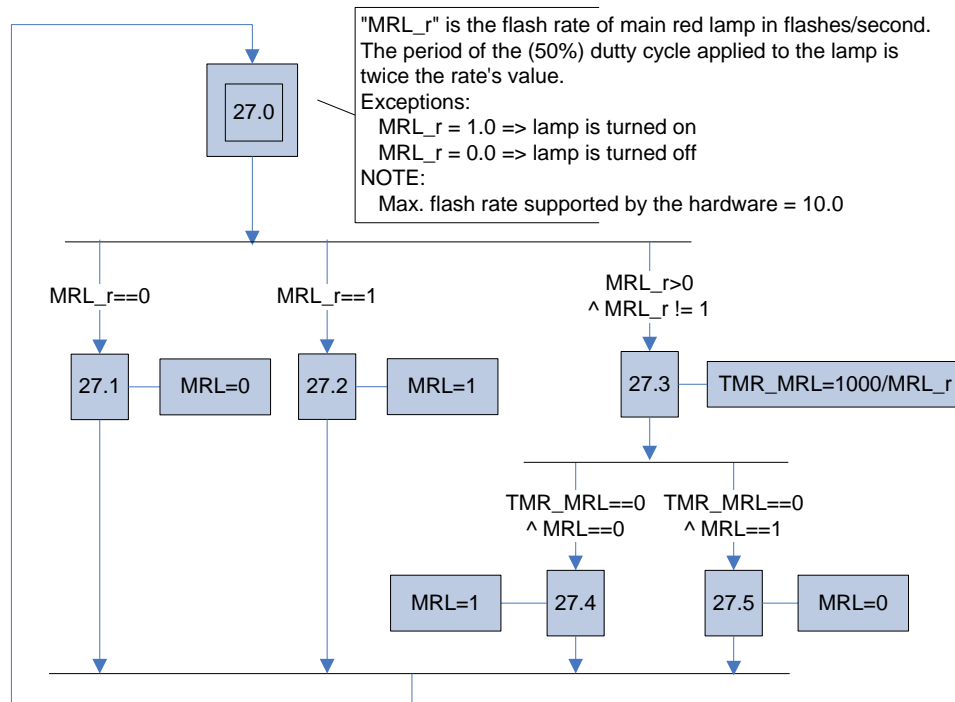 "MRL_r" is the flash rate of main red lamp in flashes/second.
The period of the (50%) dutty cycle applied to the lamp is
twice the rate's value.
Exceptions:
MRL_r = 1.0 => lamp is turned on
MRL_r = 0.0 => lamp is turned off
NOTE:
Max. flash rate supported by the hardware = 10.0
27.0
MRL_r==0
MRL_r==1
MRL_r>0
^ MRL_r != 1
27.1
MRL=0
27.2
MRL=1
27.3
TMR_MRL=1000/MRL_r
TMR_MRL==0
^ MRL==0
TMR_MRL==0
^ MRL==1
MRL=1
27.4
27.5
MRL=0